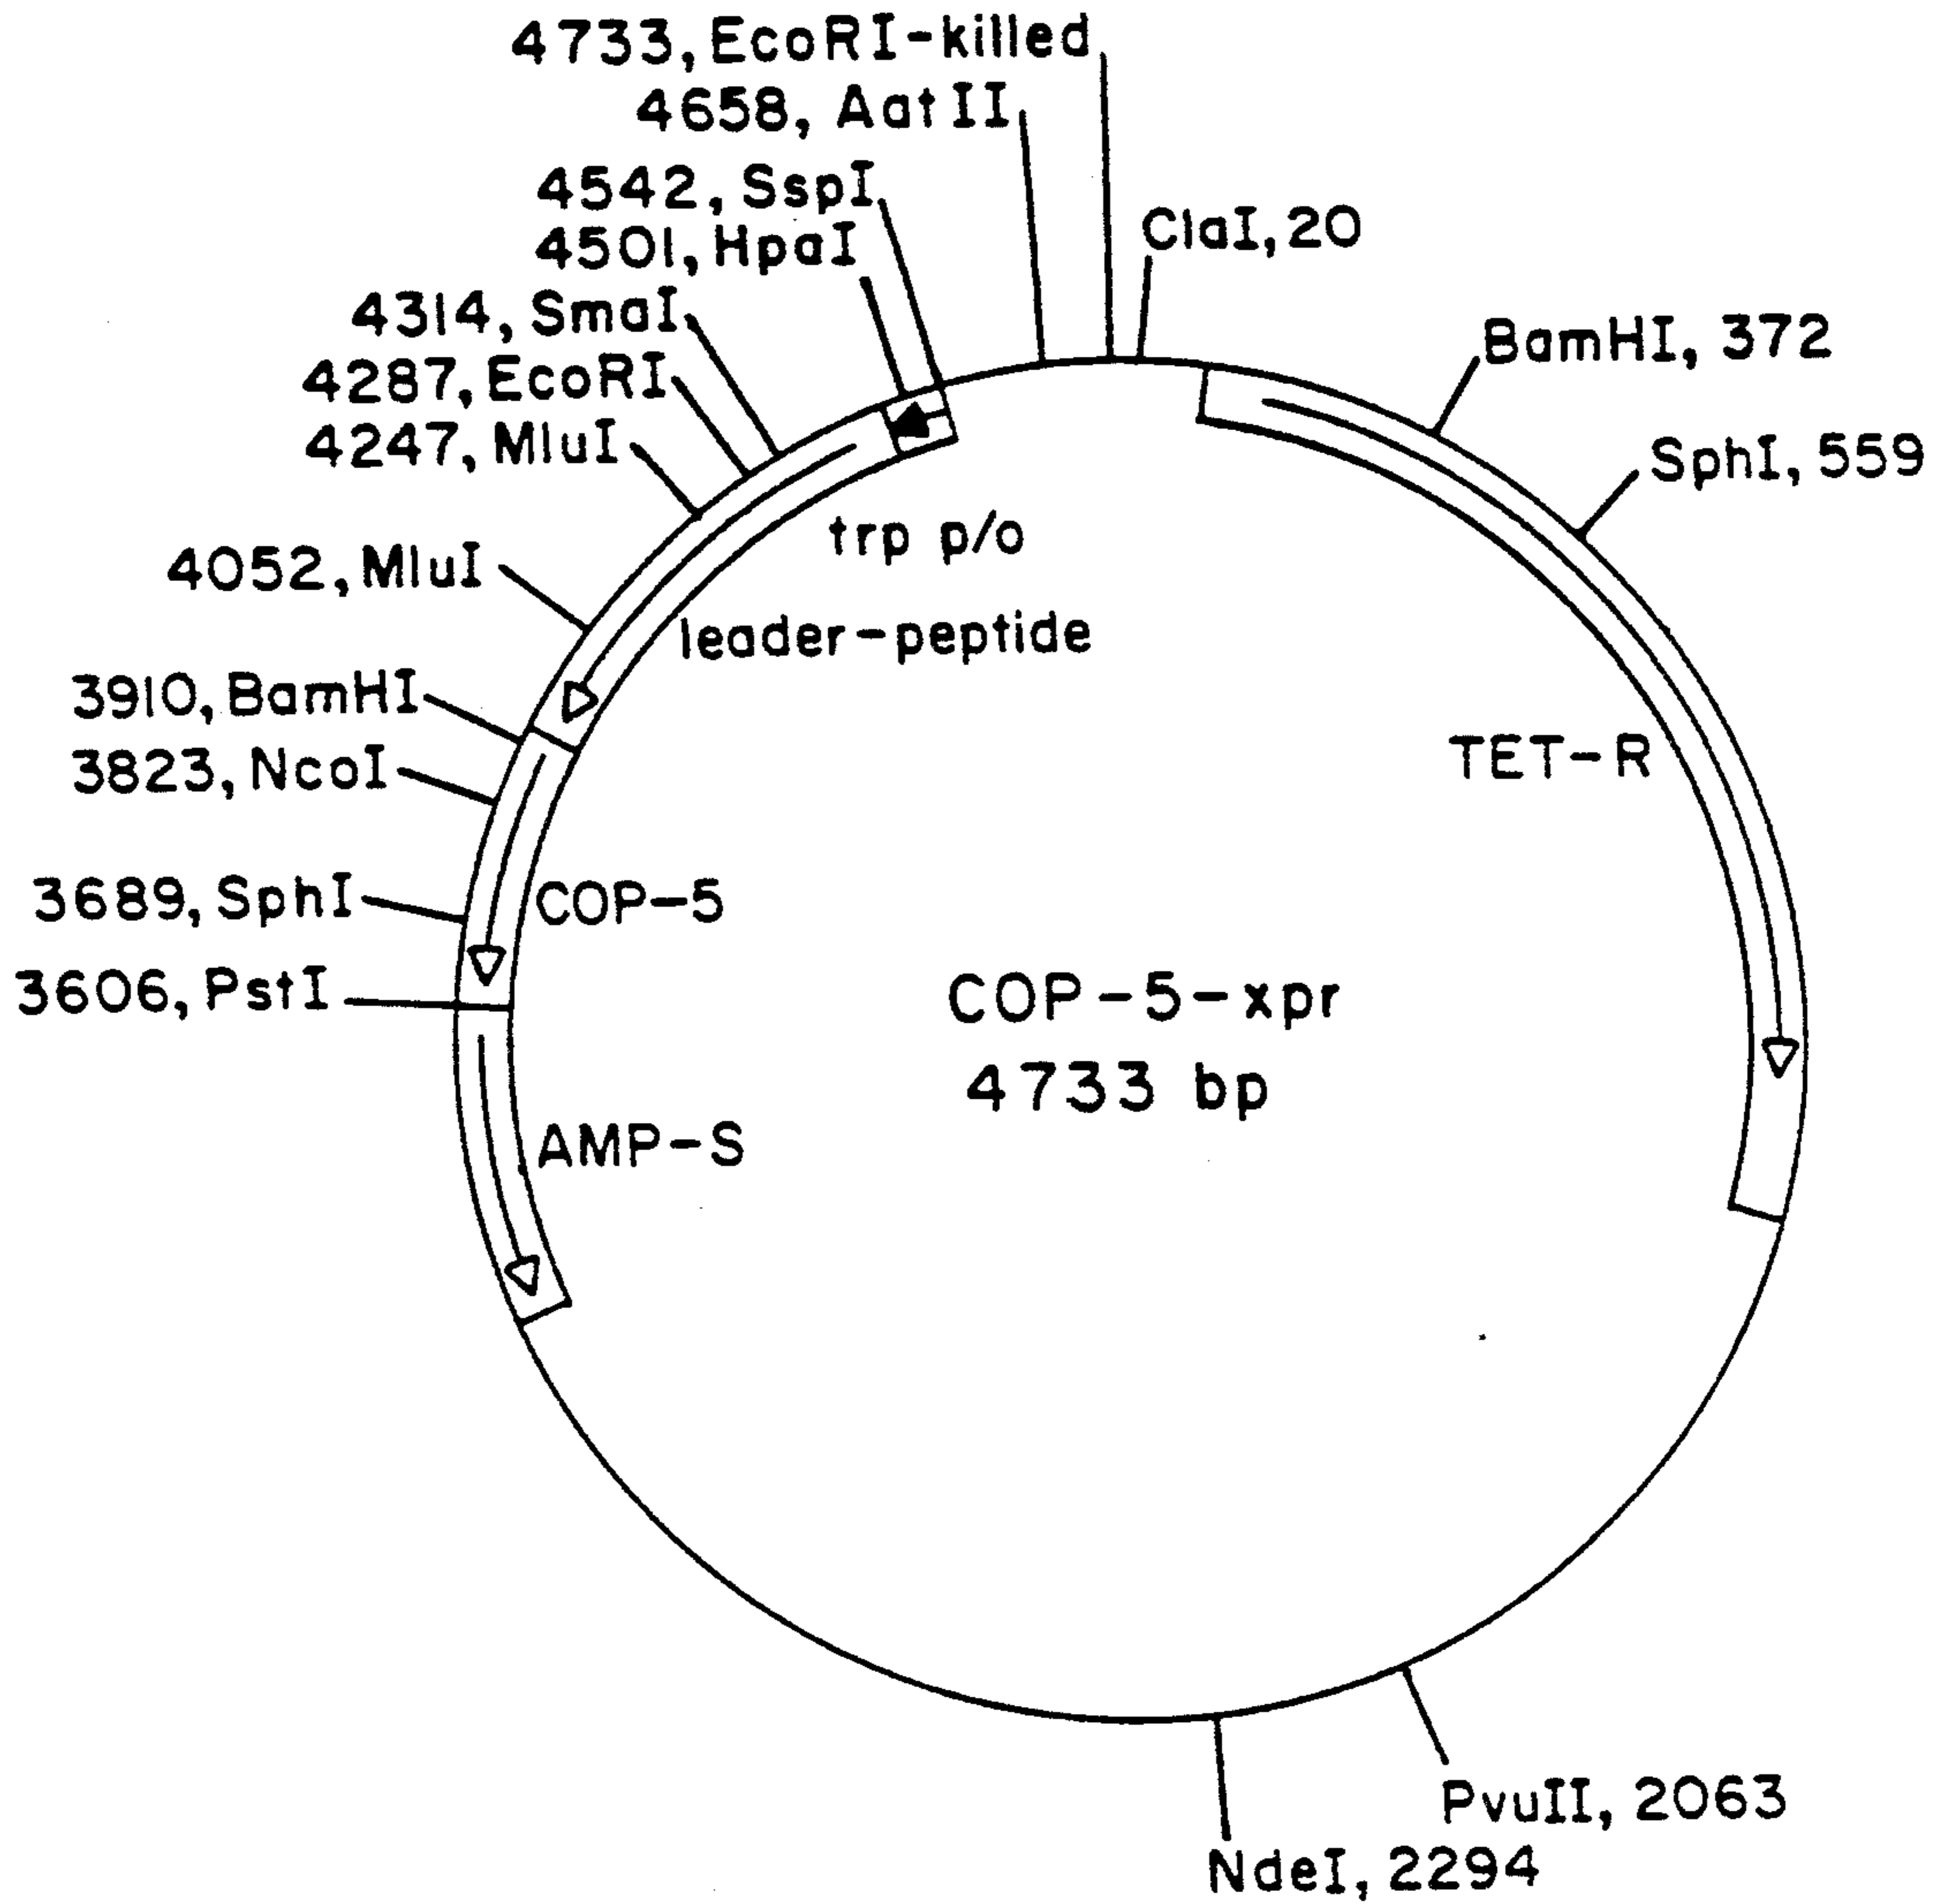 4733, EcoRI-killed
4658, AatII
4542, SspI
4501, HpaI
4314, SmaI
4287, EcoRI
4247, MluI
4052, MluI
3910, BamHI
3823, NcoI
3689, SphI
3606, PstI
ClaI, 20
BamHI, 372
SphI, 559
trp p/o
leader-peptide
TET-R
COP-5
COP-5-xpr
4733 bp
AMP-S
PvuII, 2063
NdeI, 2294